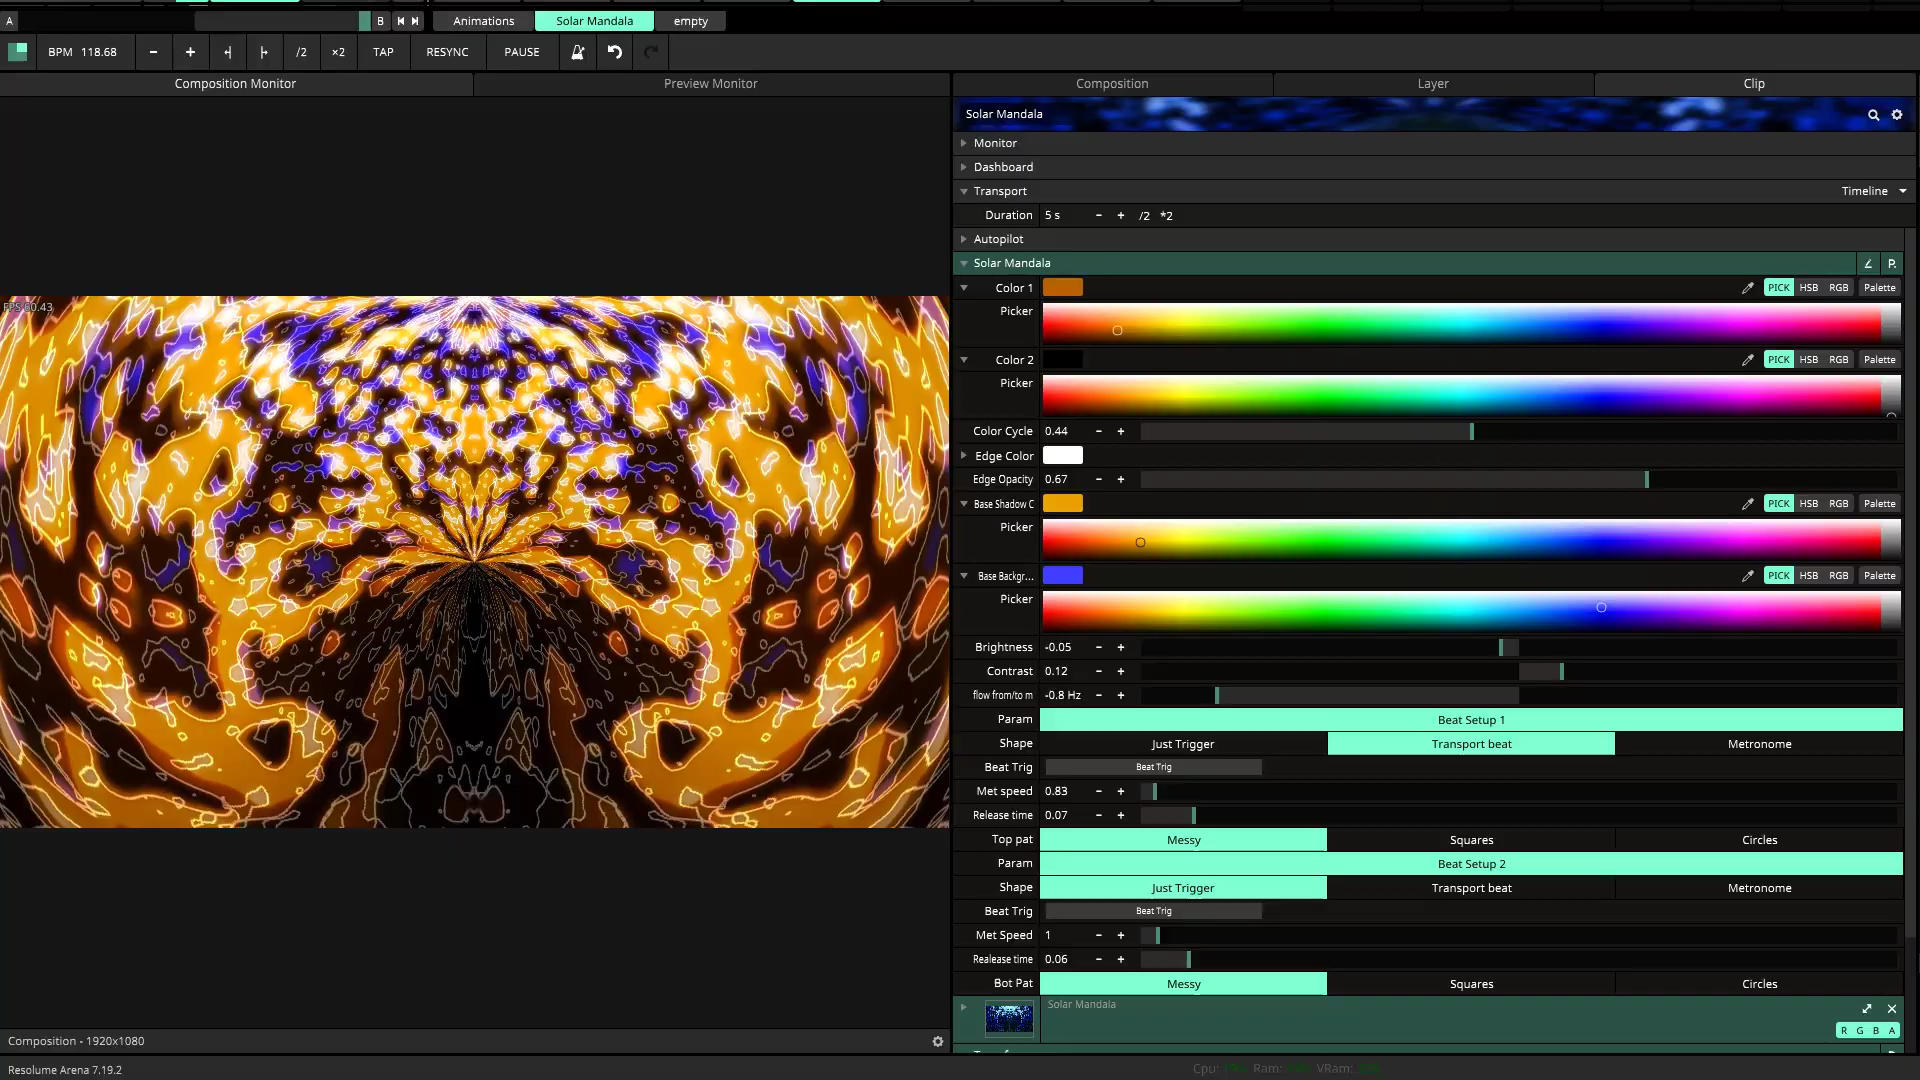 A B Animations Solar Mandala empty
BPM 118.68 - + /2 ×2 TAP RESYNC PAUSE
Composition Monitor Preview Monitor Composition Layer Clip
Solar Mandala
Monitor
Dashboard
Transport Timeline
Duration 5 s - + /2 *2
Autopilot
Solar Mandala P.
Color 1 PICK HSB RGB Palette
FPS 60.43
Picker
Color 2 PICK HSB RGB Palette
Picker
Color Cycle 0.44 - +
Edge Color
Edge Opacity 0.67 - +
Base Shadow C PICK HSB RGB Palette
Picker
Base Backgr... PICK HSB RGB Palette
Picker
Brightness -0.05 - +
Contrast 0.12 - +
flow from/to m -0.8 Hz - +
Param Beat Setup 1
Shape Just Trigger Transport beat Metronome
Beat Trig Beat Trig
Met speed 0.83 - +
Release time 0.07 - +
Top pat Messy Squares Circles
Param Beat Setup 2
Shape Just Trigger Transport beat Metronome
Beat Trig Beat Trig
Met Speed 1 - +
Realease time 0.06 - +
Bot Pat Messy Squares Circles
Solar Mandala
R G B A
Composition - 1920x1080
Resolume Arena 7.19.2 Cpu: Ram: VRam: